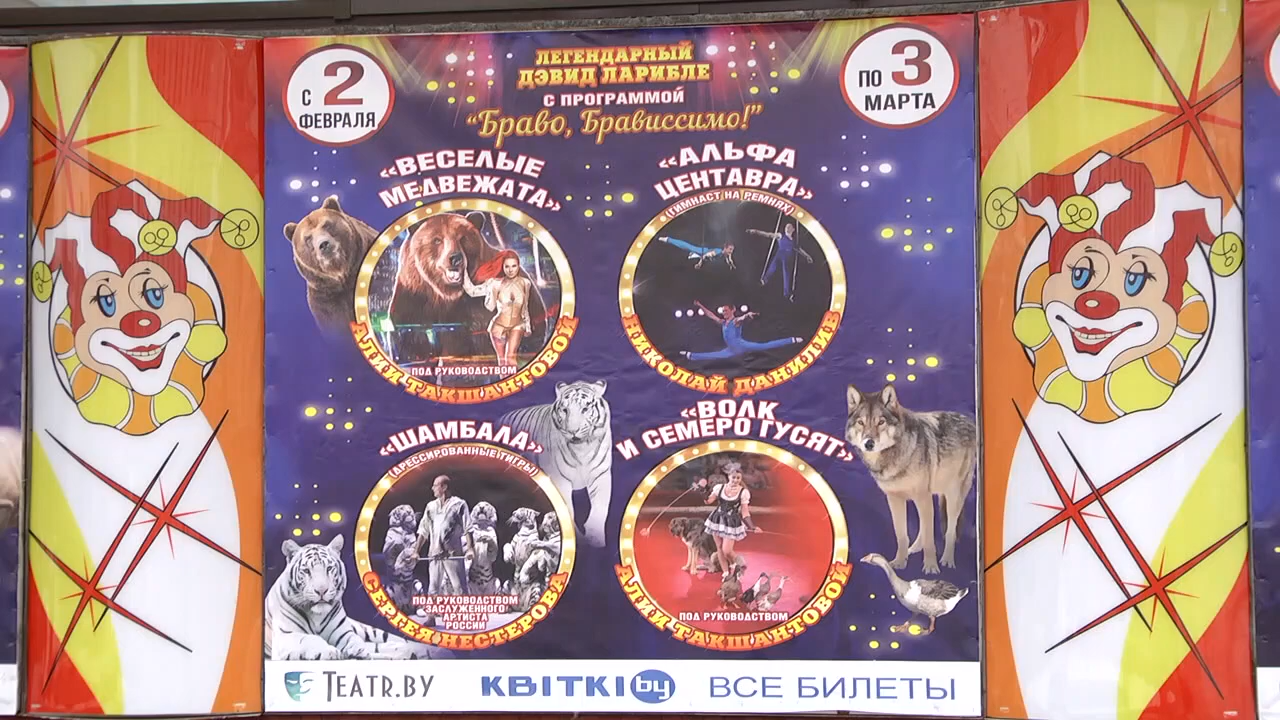 С 2
ФЕВРАЛЯ
ЛЕГЕНДАРНЫЙ
ДЭВИД ЛАРИБЛЕ
С ПРОГРАММОЙ
"Браво, Брависсимо!"
ПО 3
МАРТА
«ВЕСЕЛЫЕ
МЕДВЕЖАТА»
ПОД РУКОВОДСТВОМ
АЛИИ ТАКШАНТОВОЙ
«АЛЬФА
ЦЕНТАВРА»
(ГИМНАСТ НА РЕМНЯХ)
НИКОЛАЙ ДАНИЛИВ
«ШАМБАЛА»
(ДРЕССИРОВАННЫЕ ТИГРЫ)
ПОД РУКОВОДСТВОМ
ЗАСЛУЖЕННОГО
АРТИСТА
РОССИИ
СЕРГЕЯ НЕСТЕРОВА
«ВОЛК
И СЕМЕРО ГУСЯТ»
ПОД РУКОВОДСТВОМ
АЛИИ ТАКШАНТОВОЙ
TEATR.BY
KBITKI by
ВСЕ БИЛЕТЫ